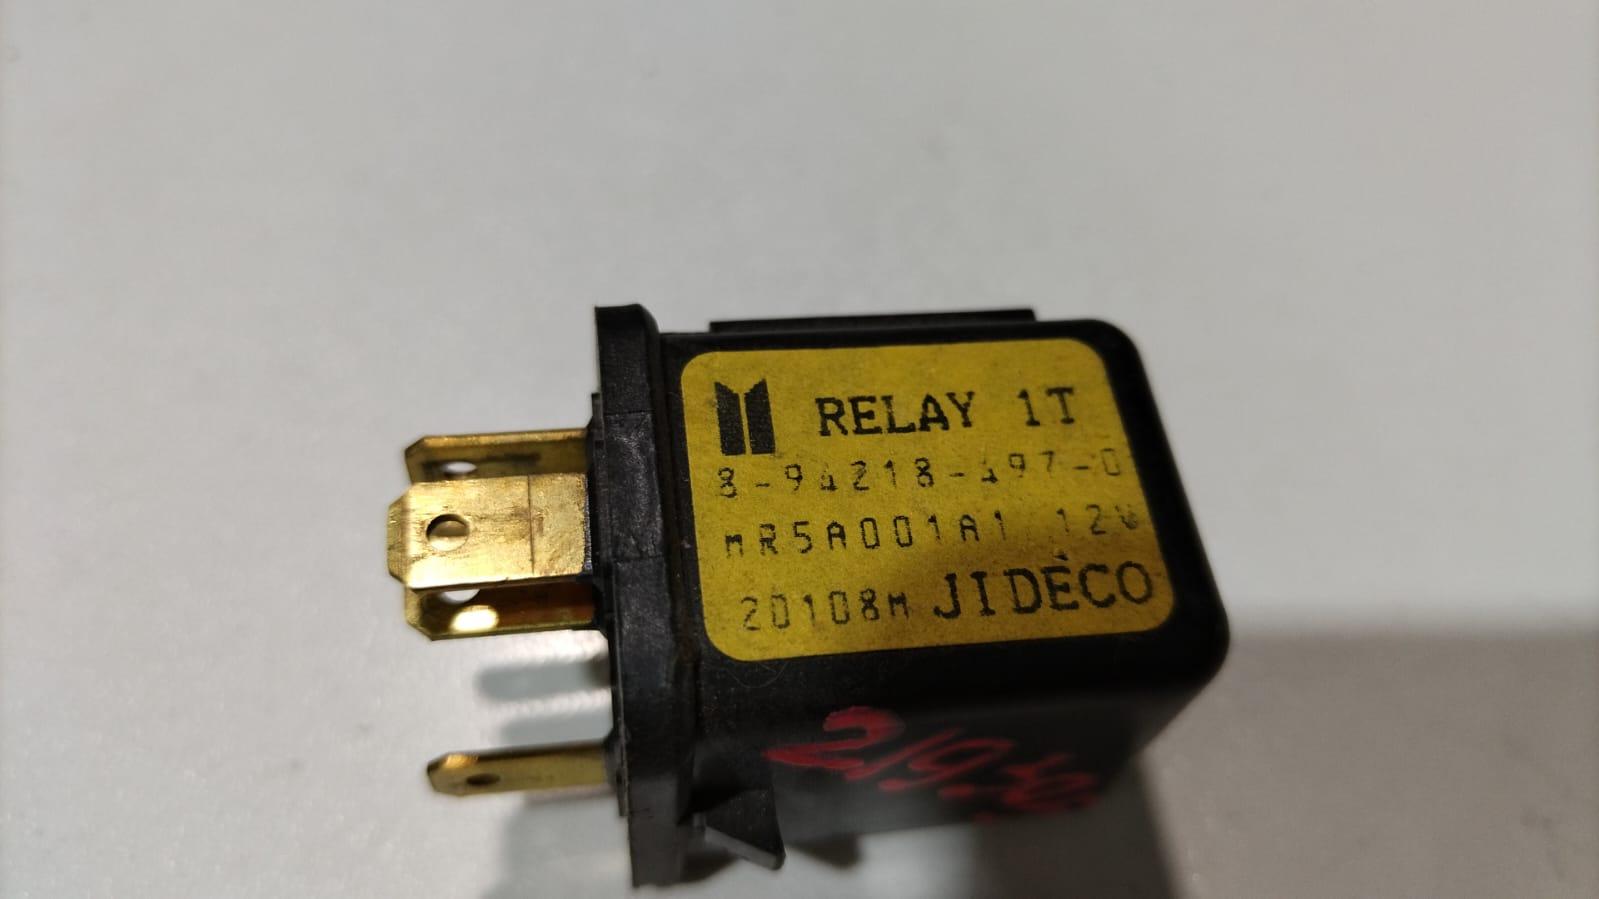 RELAY 1T
8-94218-497-0
MR5A001A1 12V
20108M JIDECO